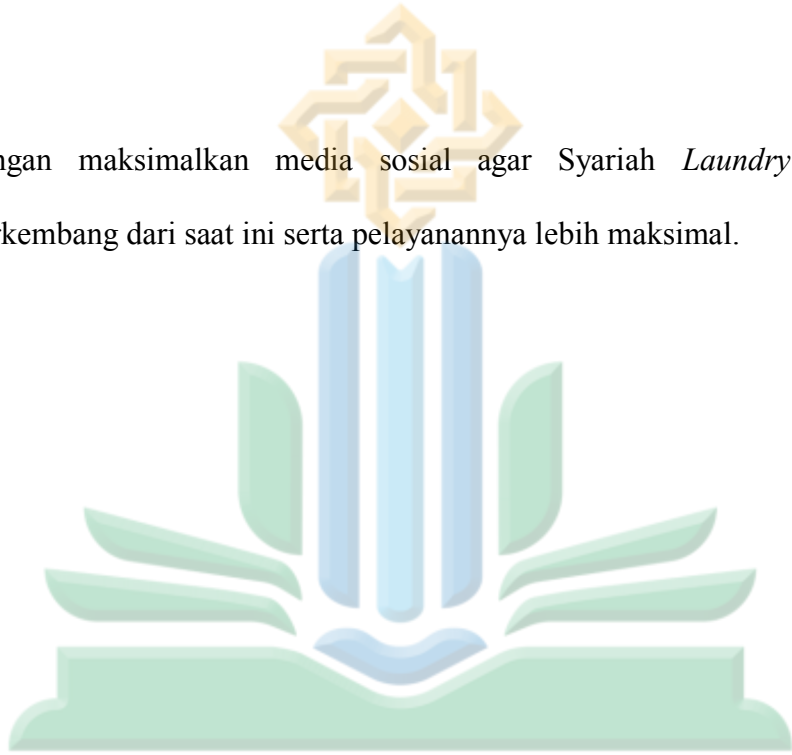 ngan maksimalkan media sosial agar Syariah Laundry
rkembang dari saat ini serta pelayanannya lebih maksimal.